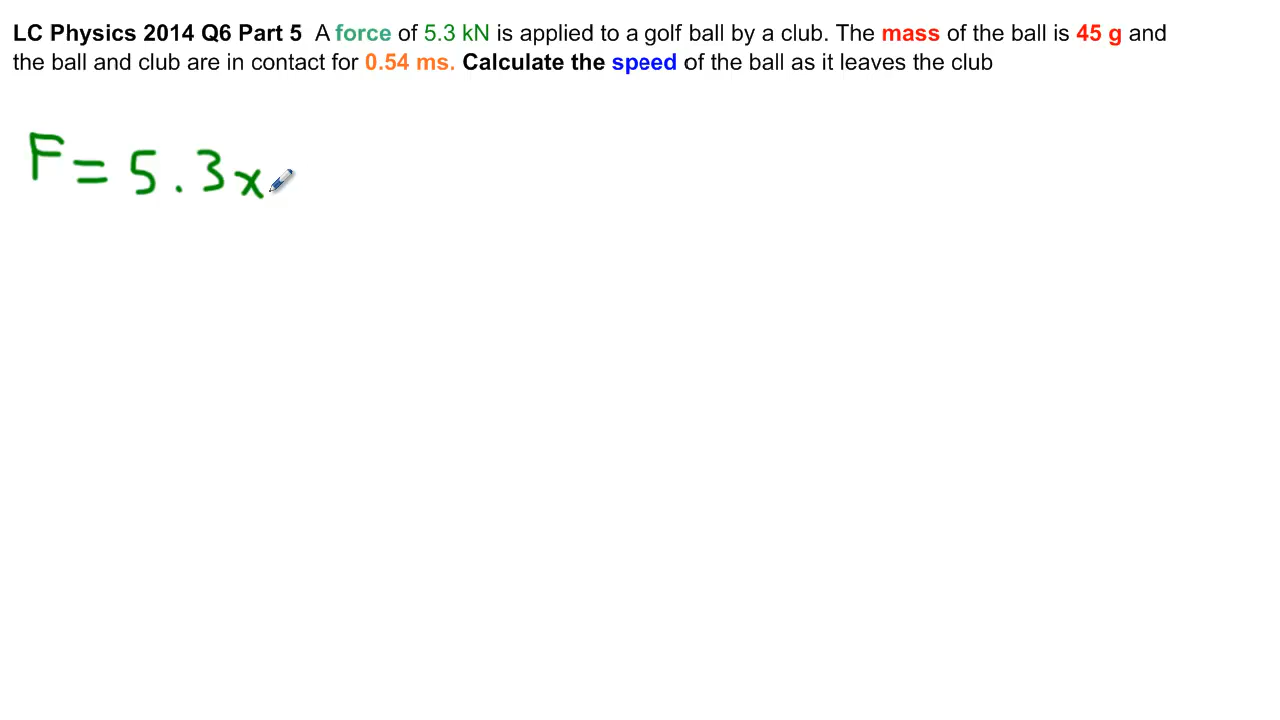 LC Physics 2014 Q6 Part 5 A force of 5.3 kN is applied to a golf ball by a club. The mass of the ball is 45 g and
the ball and club are in contact for 0.54 ms. Calculate the speed of the ball as it leaves the club
F = 5.3x